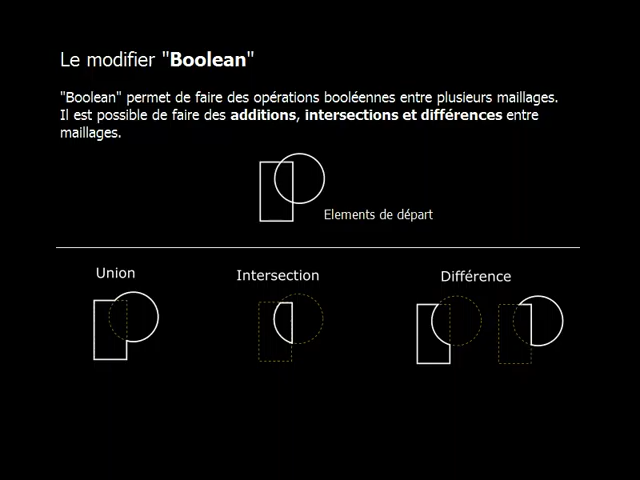 Le modifier "Boolean"
"Boolean" permet de faire des opérations booléennes entre plusieurs maillages.
Il est possible de faire des additions, intersections et différences entre
maillages.
Elements de départ
Union
Intersection
Différence